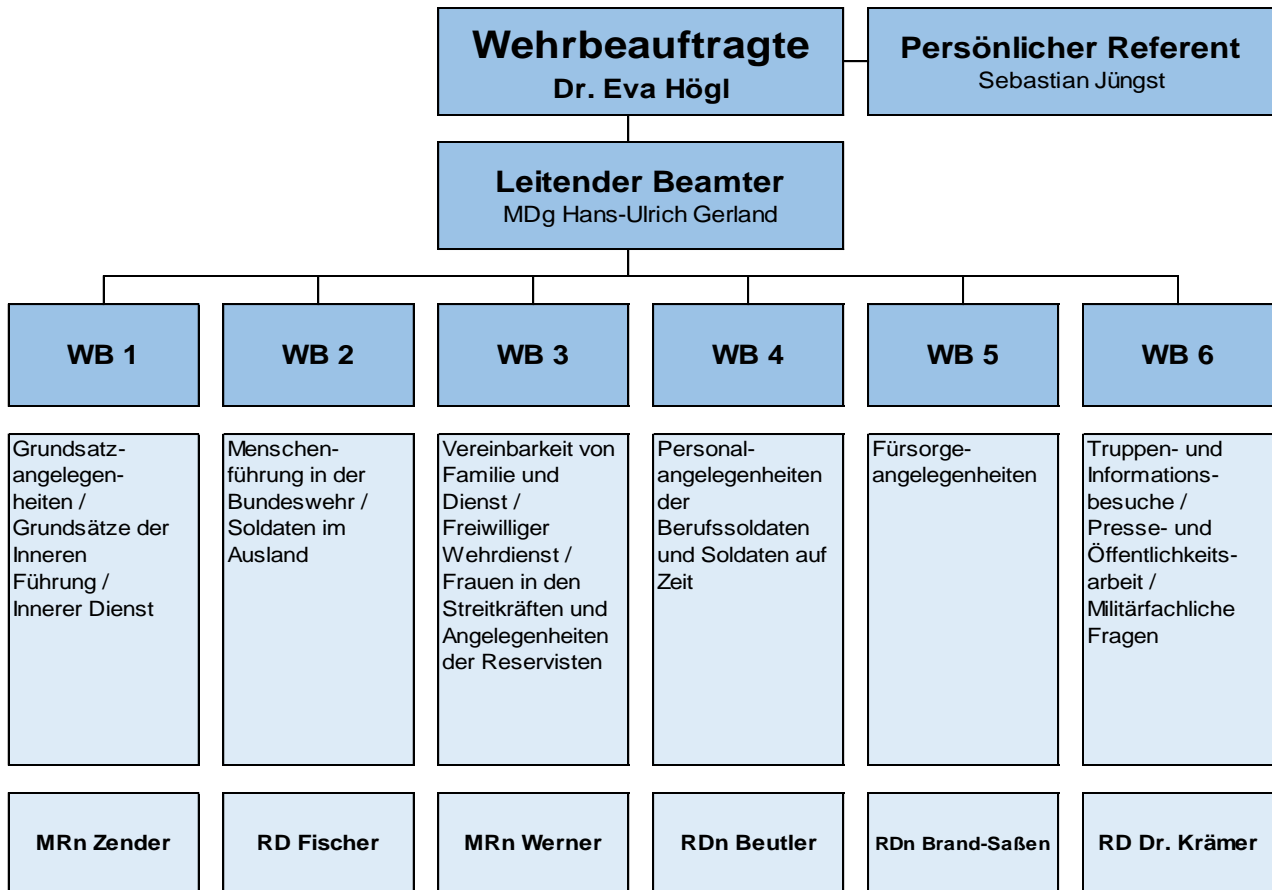 Wehrbeauftragte
Dr. Eva Högl
Persönlicher Referent
Sebastian Jüngst
Leitender Beamter
MDg Hans-Ulrich Gerland
WB 1
WB 2
WB 3
WB 4
WB 5
WB 6
Grundsatz-
angelegen-
heiten /
Grundsätze der
Inneren
Führung /
Innerer Dienst
Menschen-
führung in der
Bundeswehr /
Soldaten im
Ausland
Vereinbarkeit von
Familie und
Dienst /
Freiwilliger
Wehrdienst /
Frauen in den
Streitkräften und
Angelegenheiten
der Reservisten
Personal-
angelegenheiten
der
Berufssoldaten
und Soldaten auf
Zeit
Fürsorge-
angelegenheiten
Truppen- und
Informations-
besuche /
Presse- und
Öffentlichkeits-
arbeit /
Militärfachliche
Fragen
MRn Zender
RD Fischer
MRn Werner
RDn Beutler
RDn Brand-Saßen
RD Dr. Krämer